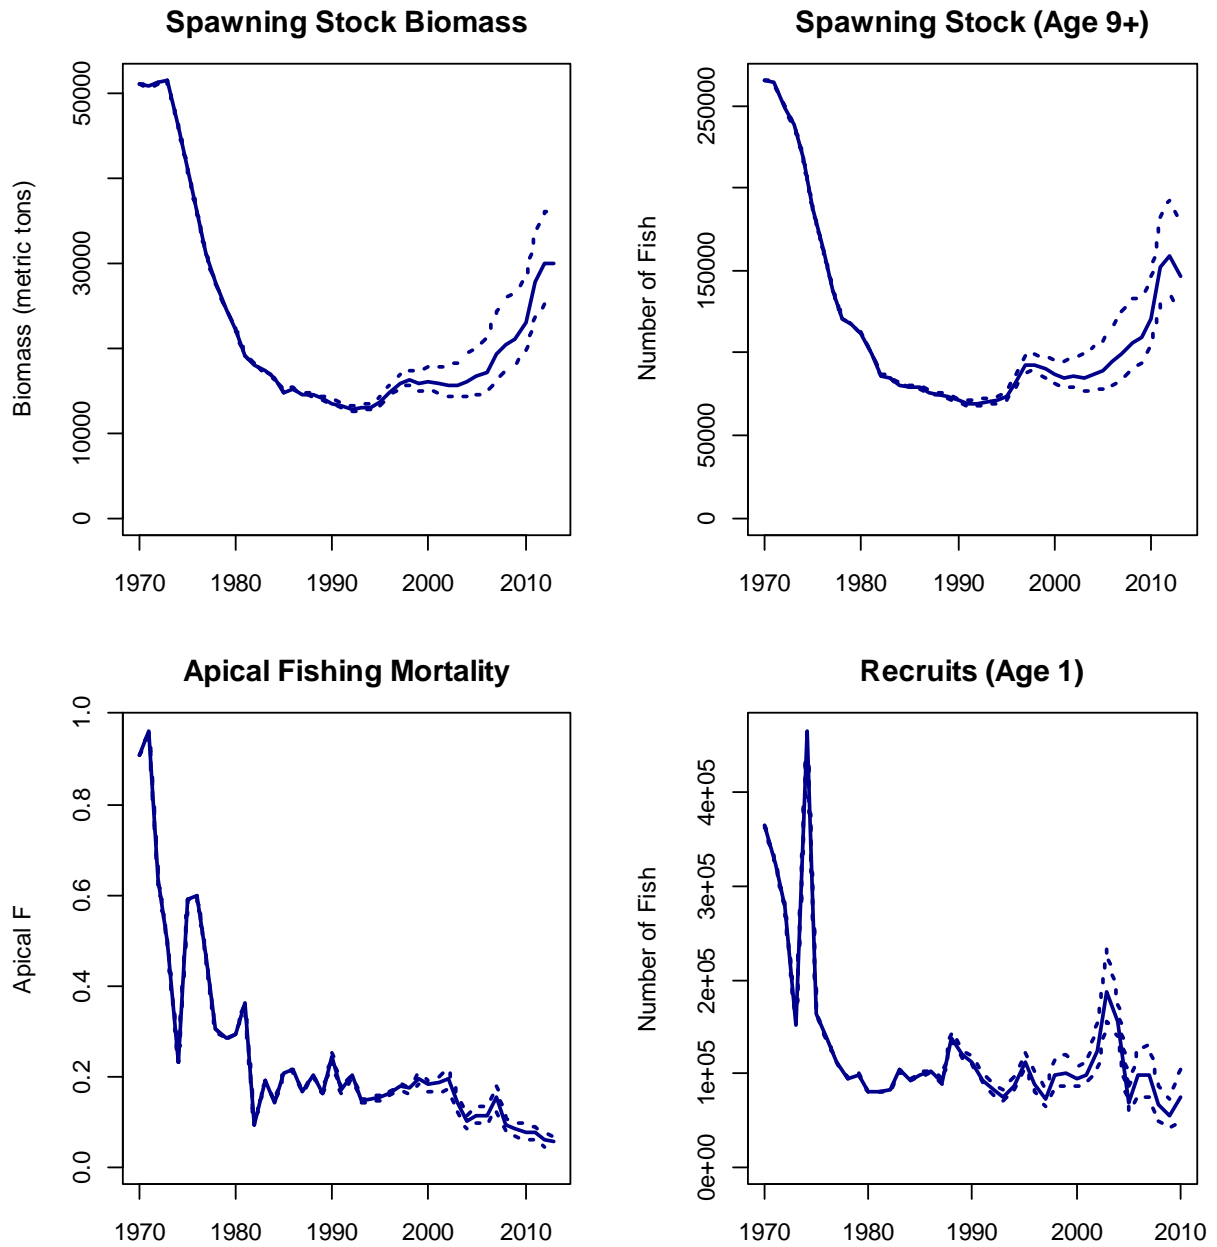 Spawning Stock Biomass
Biomass (metric tons)
0
10000
30000
50000
1970
1980
1990
2000
2010
Spawning Stock (Age 9+)
Number of Fish
0
50000
150000
250000
1970
1980
1990
2000
2010
Apical Fishing Mortality
Apical F
0.0
0.2
0.4
0.6
0.8
1.0
1970
1980
1990
2000
2010
Recruits (Age 1)
Number of Fish
0e+00
1e+05
2e+05
3e+05
4e+05
1970
1980
1990
2000
2010